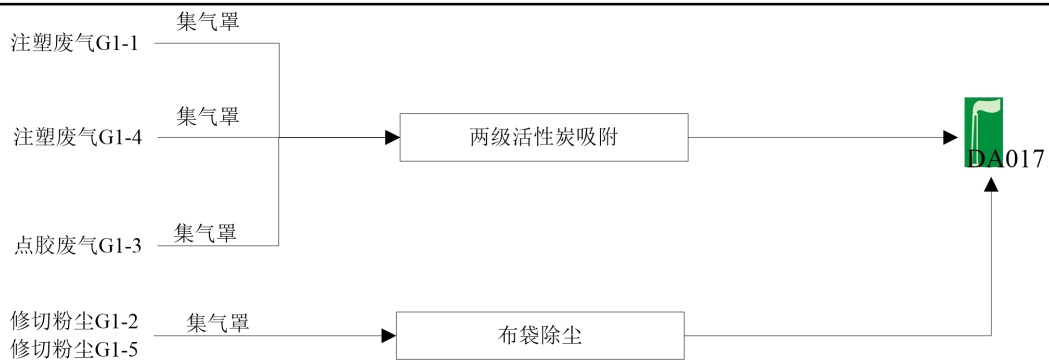 集气罩
注塑废气G1-1
集气罩
注塑废气G1-4
两级活性炭吸附
DA017
集气罩
点胶废气G1-3
修切粉尘G1-2
集气罩
修切粉尘G1-5
布袋除尘